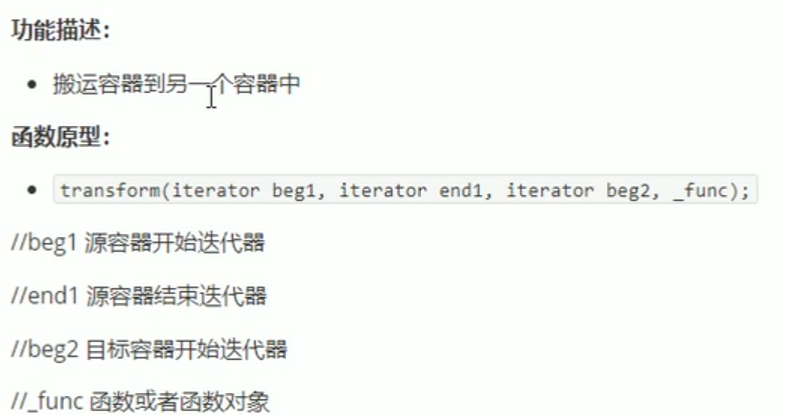 功能描述：
搬运容器到另一个容器中
函数原型：
transform(iterator beg1, iterator end1, iterator beg2, _func);
//beg1 源容器开始迭代器
//end1 源容器结束迭代器
//beg2 目标容器开始迭代器
//_func 函数或者函数对象